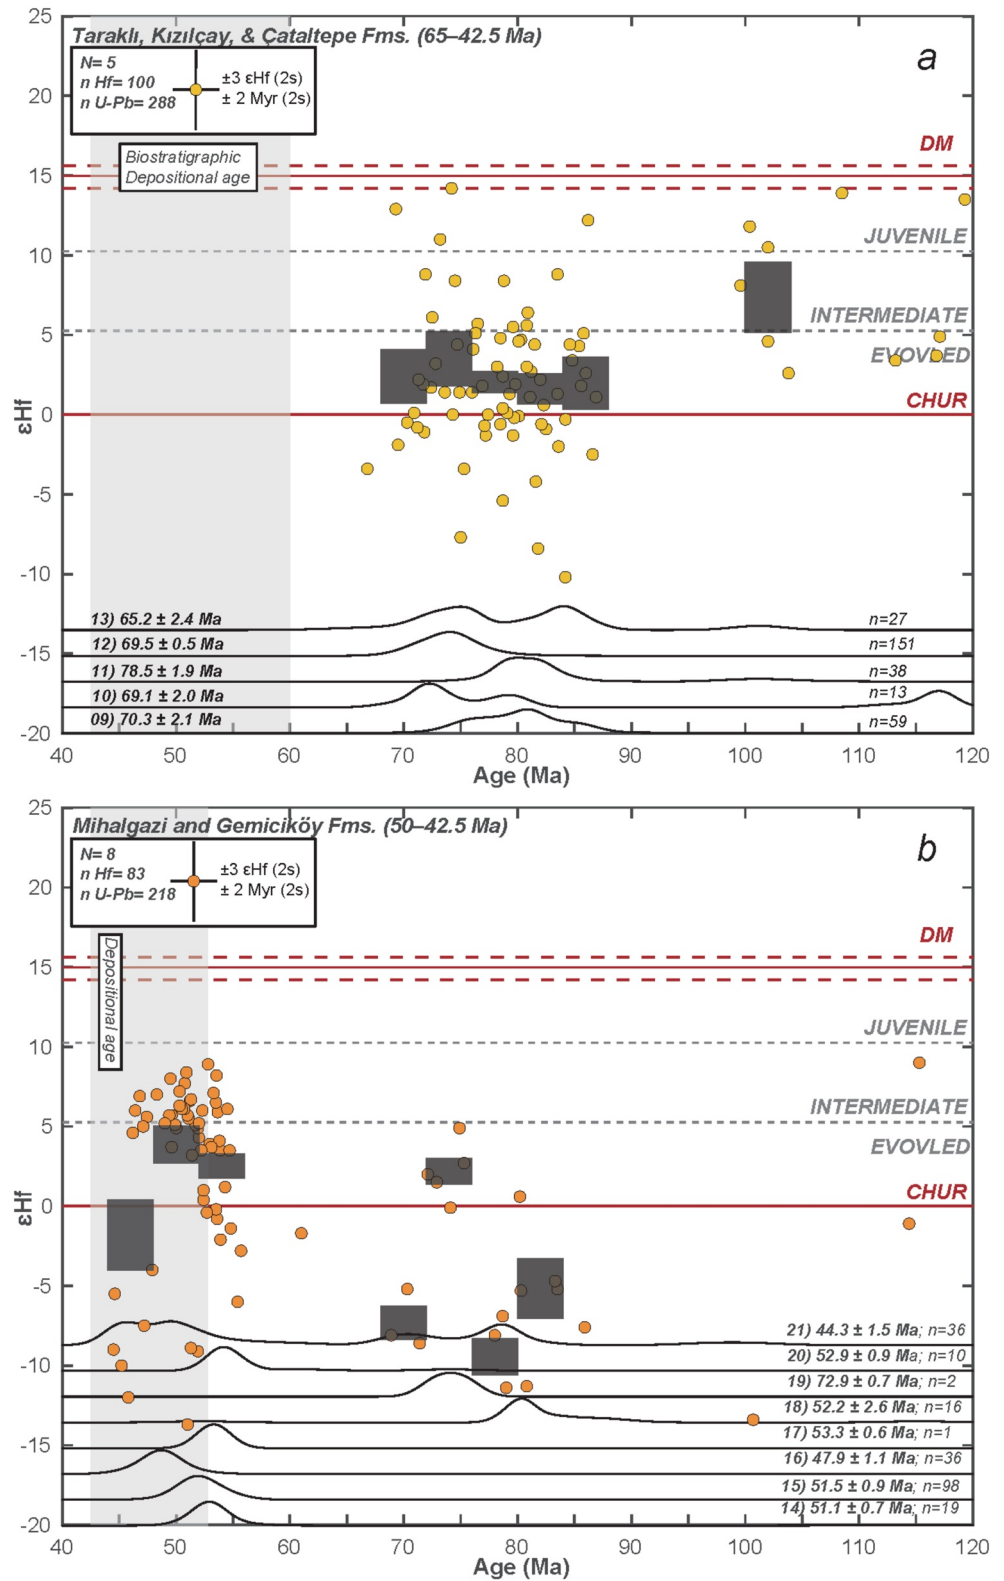 25
Taraklı, Kızılçay, & Çataltepe Fms. (65–42.5 Ma)
a
N= 5
n Hf= 100
n U-Pb= 288
±3 εHf (2s)
± 2 Myr (2s)
20
Biostratigraphic
Depositional age
DM
15
JUVENILE
10
INTERMEDIATE
5
EVOVLED
CHUR
0
εHf
-5
-10
13) 65.2 ± 2.4 Ma
n=27
12) 69.5 ± 0.5 Ma
n=151
-15
11) 78.5 ± 1.9 Ma
n=38
10) 69.1 ± 2.0 Ma
n=13
09) 70.3 ± 2.1 Ma
n=59
-20
40 50 60 70 80 90 100 110 120
Age (Ma)
25
Mihalgazi and Gemiciköy Fms. (50–42.5 Ma)
b
N= 8
n Hf= 83
n U-Pb= 218
±3 εHf (2s)
± 2 Myr (2s)
20
Depositional age
DM
15
JUVENILE
10
INTERMEDIATE
5
EVOVLED
CHUR
0
εHf
-5
21) 44.3 ± 1.5 Ma; n=36
20) 52.9 ± 0.9 Ma; n=10
-10
19) 72.9 ± 0.7 Ma; n=2
18) 52.2 ± 2.6 Ma; n=16
17) 53.3 ± 0.6 Ma; n=1
-15
16) 47.9 ± 1.1 Ma; n=36
15) 51.5 ± 0.9 Ma; n=98
14) 51.1 ± 0.7 Ma; n=19
-20
40 50 60 70 80 90 100 110 120
Age (Ma)